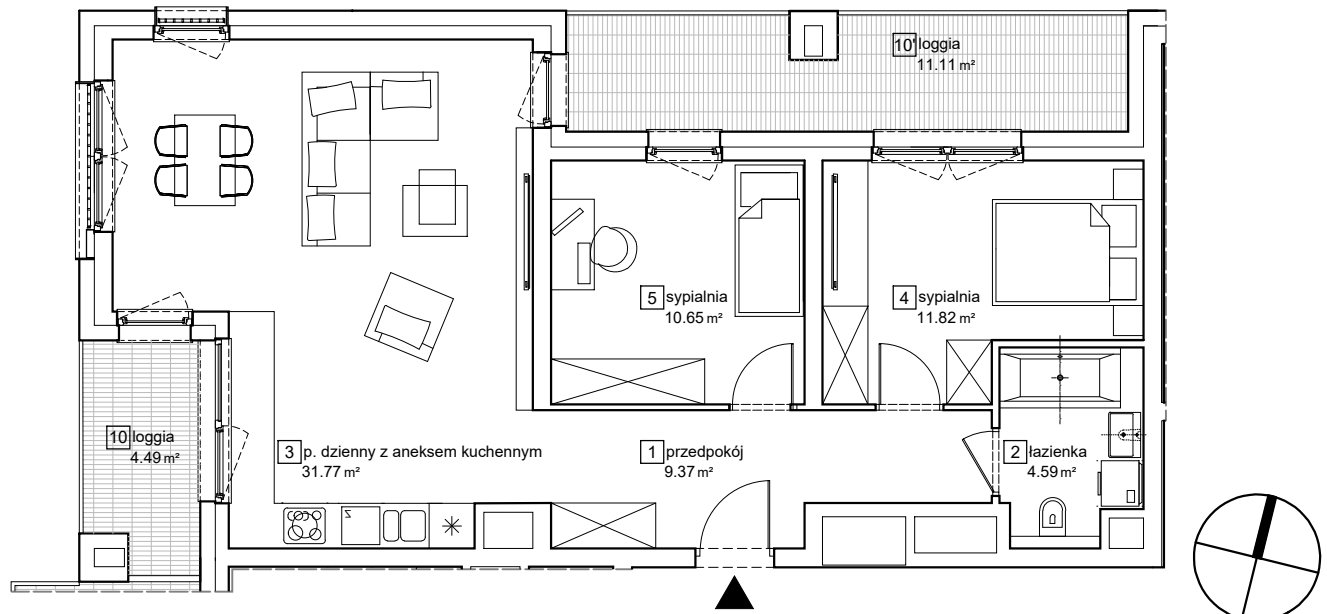 10' loggia
11.11 m²
5 sypialnia
10.65 m²
4 sypialnia
11.82 m²
10 loggia
4.49 m²
3 p. dzienny z aneksem kuchennym
31.77 m²
1 przedpokój
9.37 m²
2 łazienka
4.59 m²
Z